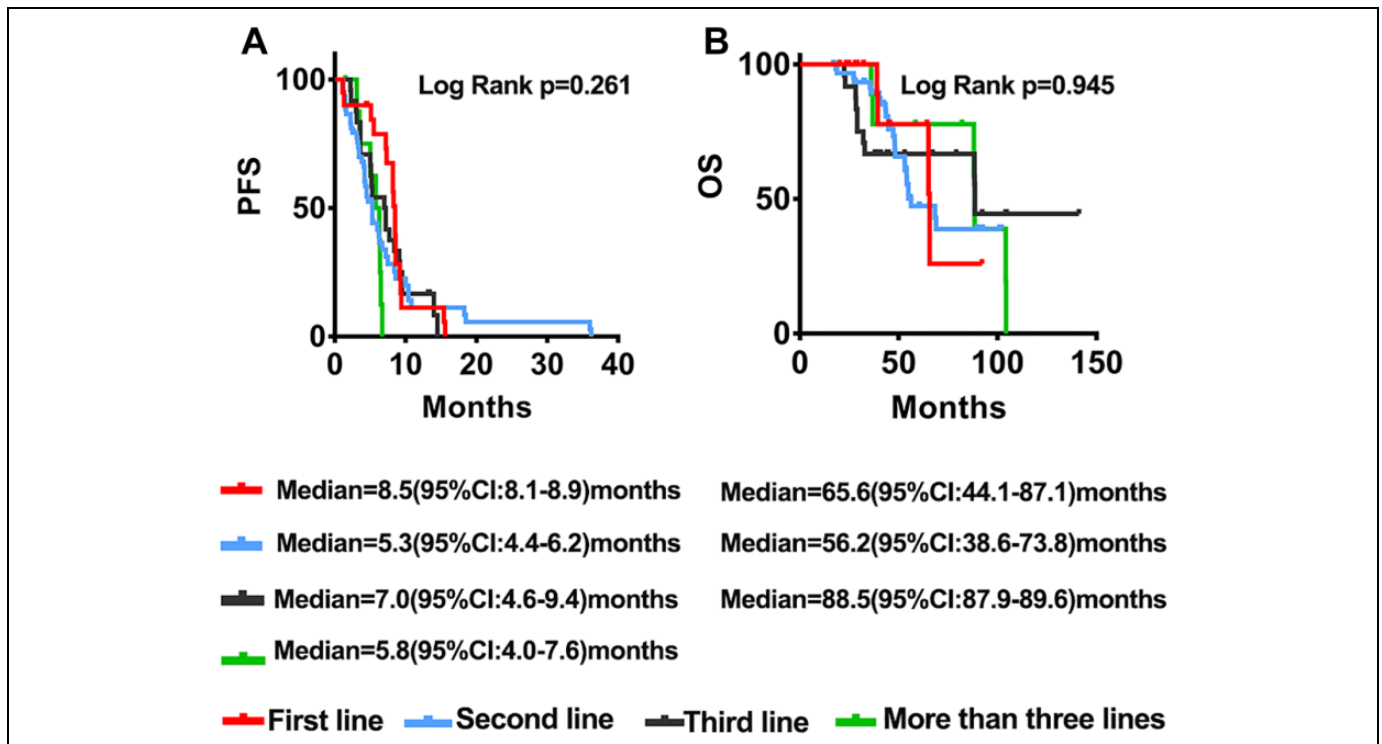 A
Log Rank p=0.261
PFS
100
50
0
0 10 20 30 40
Months
B
Log Rank p=0.945
OS
100
50
0
0 50 100 150
Months
Median=8.5(95%CI:8.1-8.9)months
Median=65.6(95%CI:44.1-87.1)months
Median=5.3(95%CI:4.4-6.2)months
Median=56.2(95%CI:38.6-73.8)months
Median=7.0(95%CI:4.6-9.4)months
Median=88.5(95%CI:87.9-89.6)months
Median=5.8(95%CI:4.0-7.6)months
First line Second line Third line More than three lines